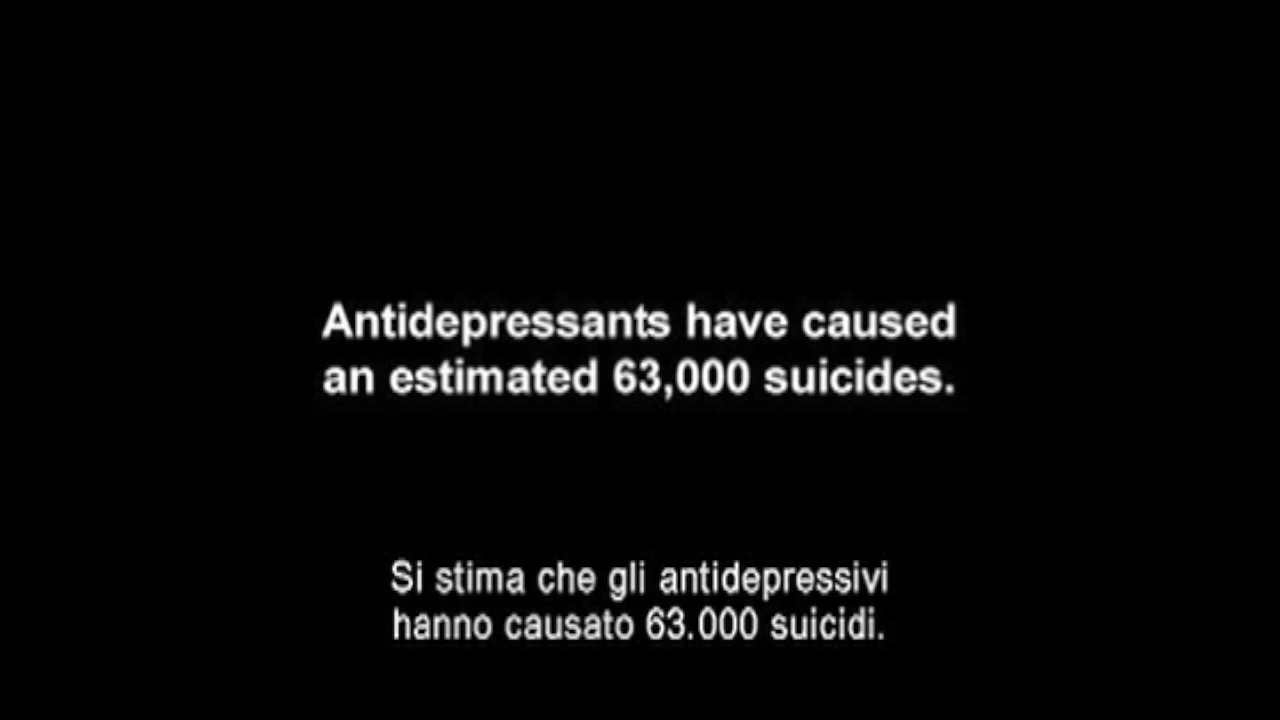 Antidepressants have caused
an estimated 63,000 suicides.
Si stima che gli antidepressivi
hanno causato 63.000 suicidi.